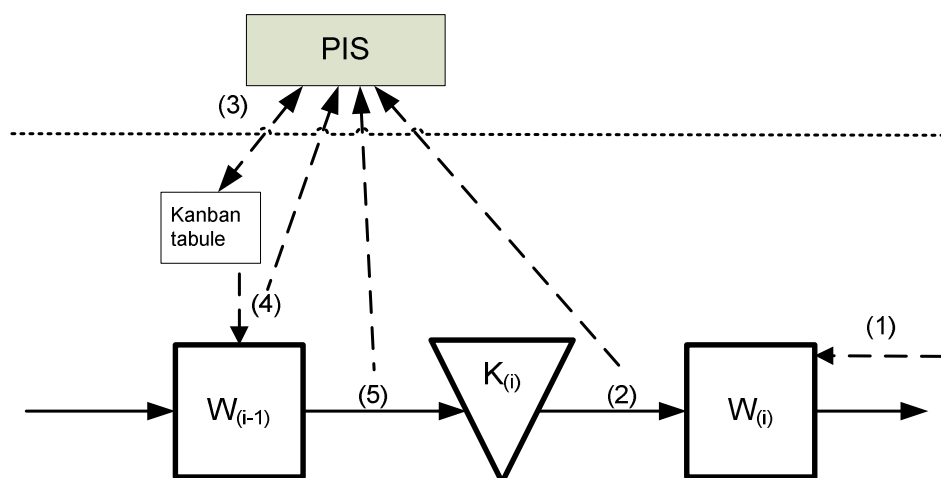 PIS
(3)
Kanban
tabule
(4)
(1)
K(i)
W(i-1)
(5)
(2)
W(i)